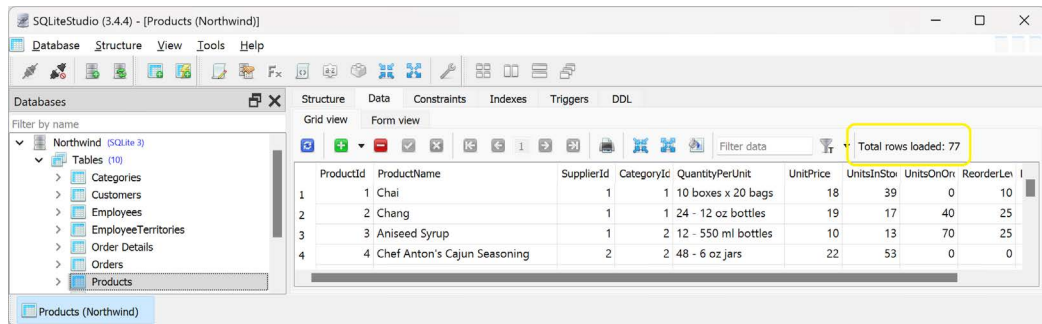 SQLiteStudio (3.4.4) - [Products (Northwind)]
Database Structure View Tools Help
Databases
Filter by name
Northwind (SQLite 3)
Tables (10)
Categories
Customers
Employees
EmployeeTerritories
Order Details
Orders
Products
Structure Data Constraints Indexes Triggers DDL
Grid view Form view
1 Filter data Total rows loaded: 77
ProductId ProductName SupplierId CategoryId QuantityPerUnit UnitPrice UnitsInStoc UnitsOnOrd ReorderLev
1 1 Chai 1 1 10 boxes x 20 bags 18 39 0 10
2 2 Chang 1 1 24 - 12 oz bottles 19 17 40 25
3 3 Aniseed Syrup 1 2 12 - 550 ml bottles 10 13 70 25
4 4 Chef Anton's Cajun Seasoning 2 2 48 - 6 oz jars 22 53 0 0
Products (Northwind)